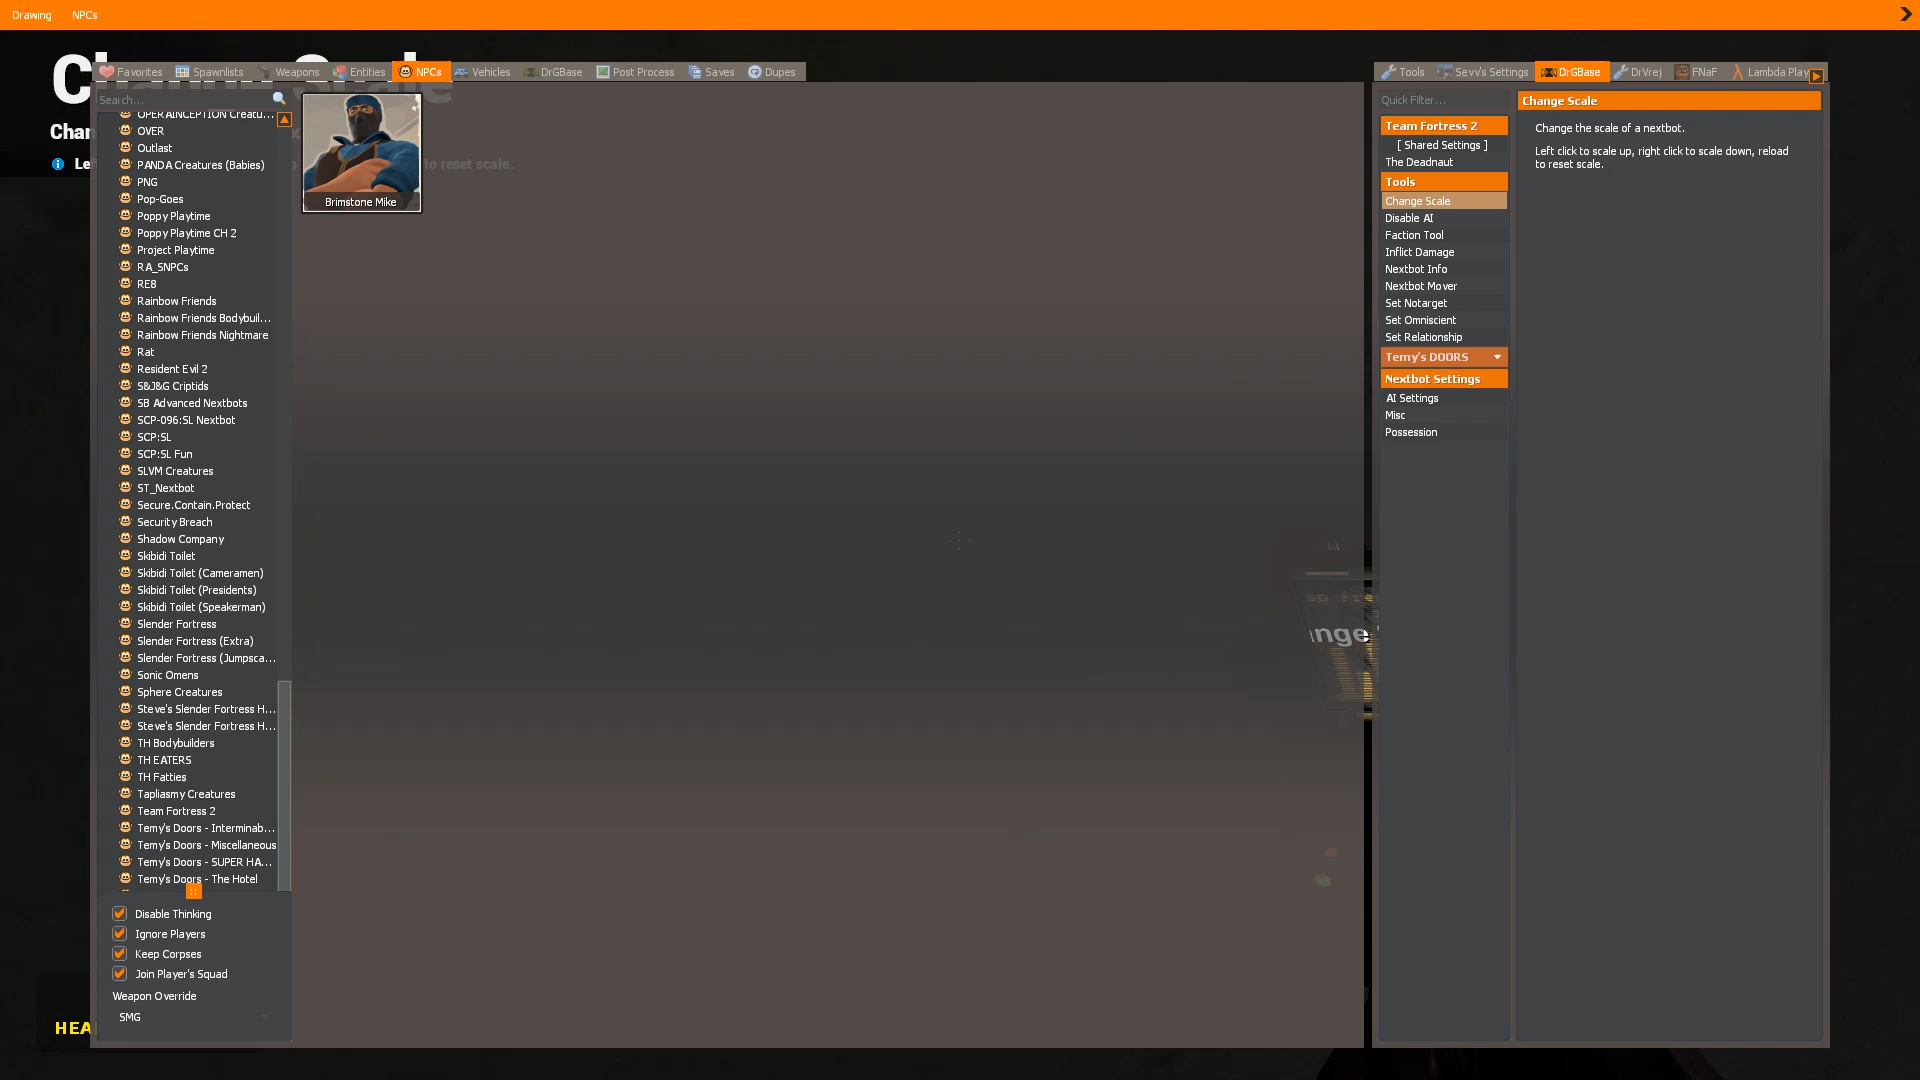 Drawing NPCs
Favorites Spawnlists Weapons Entities NPCs Vehicles DrGBase Post Process Saves Dupes
Tools Sevv's Settings DrGBase DrVrej FNaF Lambda Play
Search...
OPERAINCEPTION Creatu...
OVER
Outlast
PANDA Creatures (Babies)
PNG
Pop-Goes
Poppy Playtime
Poppy Playtime CH 2
Project Playtime
RA_SNPCs
RE8
Rainbow Friends
Rainbow Friends Bodybuil...
Rainbow Friends Nightmare
Rat
Resident Evil 2
S&J&G Criptids
SB Advanced Nextbots
SCP-096:SL Nextbot
SCP:SL
SCP:SL Fun
SLVM Creatures
ST_Nextbot
Secure.Contain.Protect
Security Breach
Shadow Company
Skibidi Toilet
Skibidi Toilet (Cameramen)
Skibidi Toilet (Presidents)
Skibidi Toilet (Speakerman)
Slender Fortress
Slender Fortress (Extra)
Slender Fortress (Jumpsca...
Sonic Omens
Sphere Creatures
Steve's Slender Fortress H...
Steve's Slender Fortress H...
TH Bodybuilders
TH EATERS
TH Fatties
Tapliasmy Creatures
Team Fortress 2
Temy's Doors - Interminab...
Temy's Doors - Miscellaneous
Temy's Doors - SUPER HA...
Temy's Doors - The Hotel
Disable Thinking
Ignore Players
Keep Corpses
Join Player's Squad
Weapon Override
SMG
Brimstone Mike
to reset scale.
Quick Filter...
Team Fortress 2
[ Shared Settings ]
The Deadnaut
Tools
Change Scale
Disable AI
Faction Tool
Inflict Damage
Nextbot Info
Nextbot Mover
Set Notarget
Set Omniscient
Set Relationship
Temy's DOORS
Nextbot Settings
AI Settings
Misc
Possession
Change Scale
Change the scale of a nextbot.
Left click to scale up, right click to scale down, reload
to reset scale.
Chan
Le
HEA
nge